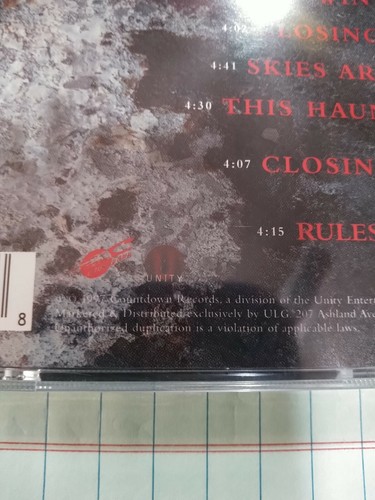 4:02 CLOSING
4:41 SKIES AR
4:30 THIS HAUN
4:07 CLOSIN
4:15 RULES
UNITY
1997 Countdown Records, a division of the Unity Enter
Marketed & Distributed exclusively by ULG 207 Ashland Ave
Unauthorized duplication is a violation of applicable laws.
8